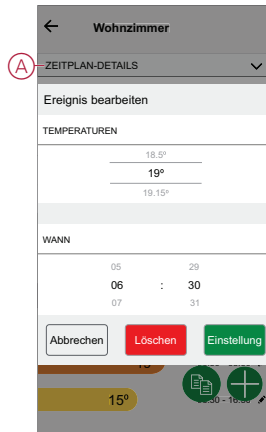 Wohnzimmer
A
ZEITPLAN-DETAILS
Ereignis bearbeiten
TEMPERATUREN
18.5º
19º
19.15º
WANN
05 29
06 : 30
07 31
Abbrechen Löschen Einstellung
15º